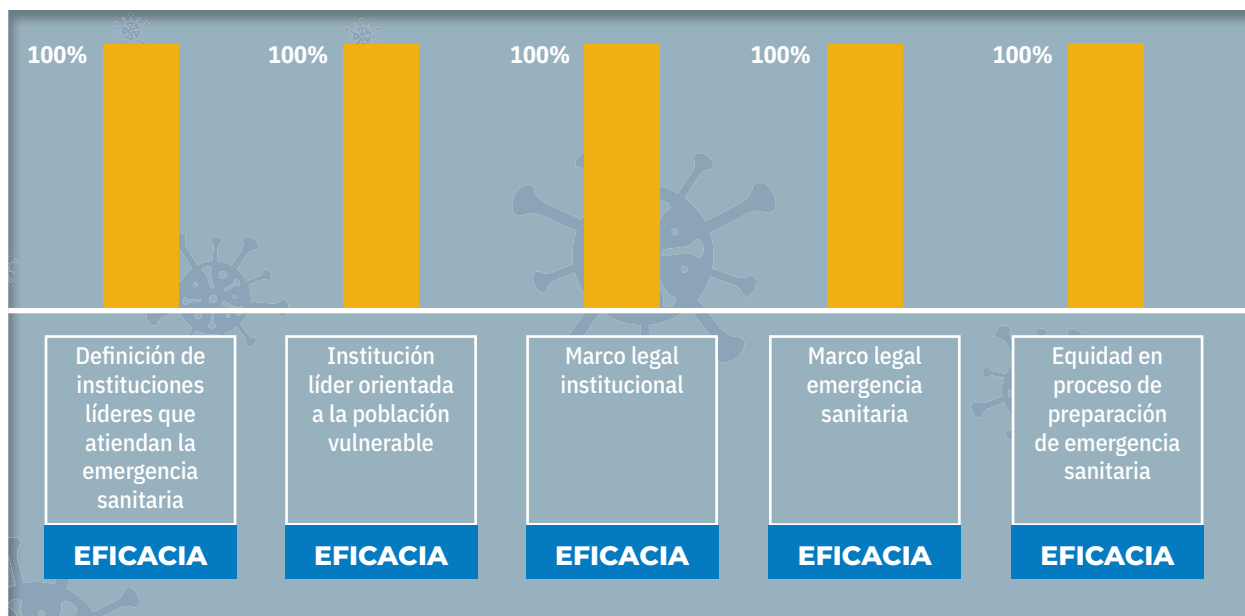 100%
100%
100%
100%
100%
Definición de
instituciones
líderes que
atiendan la
emergencia
sanitaria
Institución
líder orientada
a la población
vulnerable
Marco legal
institucional
Marco legal
emergencia
sanitaria
Equidad en
proceso de
preparación
de emergencia
sanitaria
EFICACIA
EFICACIA
EFICACIA
EFICACIA
EFICACIA